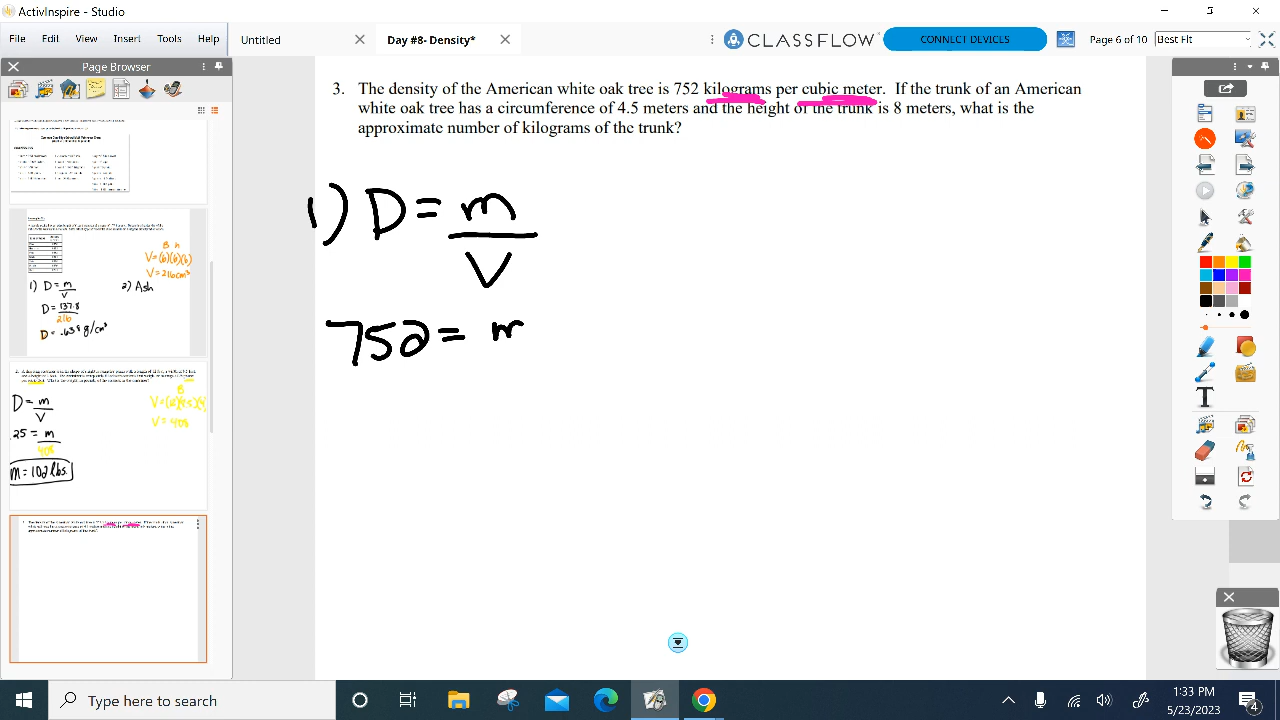 ActivInspire - Studio
File Edit View Insert Tools Help
Untitled
Day #8- Density*
CLASSFLOW
CONNECT DEVICES
Page 6 of 10
Best Fit
Page Browser
3. The density of the American white oak tree is 752 kilograms per cubic meter. If the trunk of an American
white oak tree has a circumference of 4.5 meters and the height of the trunk is 8 meters, what is the
approximate number of kilograms of the trunk?
1) D = m
V
752 = m
B h
V=(6)(6)(6)
V=216cm³
1) D = m
V
2) Ash
D = 137.8
216
D = .638 g/cm³
D = m
V
25 = m
408
m = 102 lbs.
B
V = 408
Type here to search
1:33 PM
5/23/2023
4